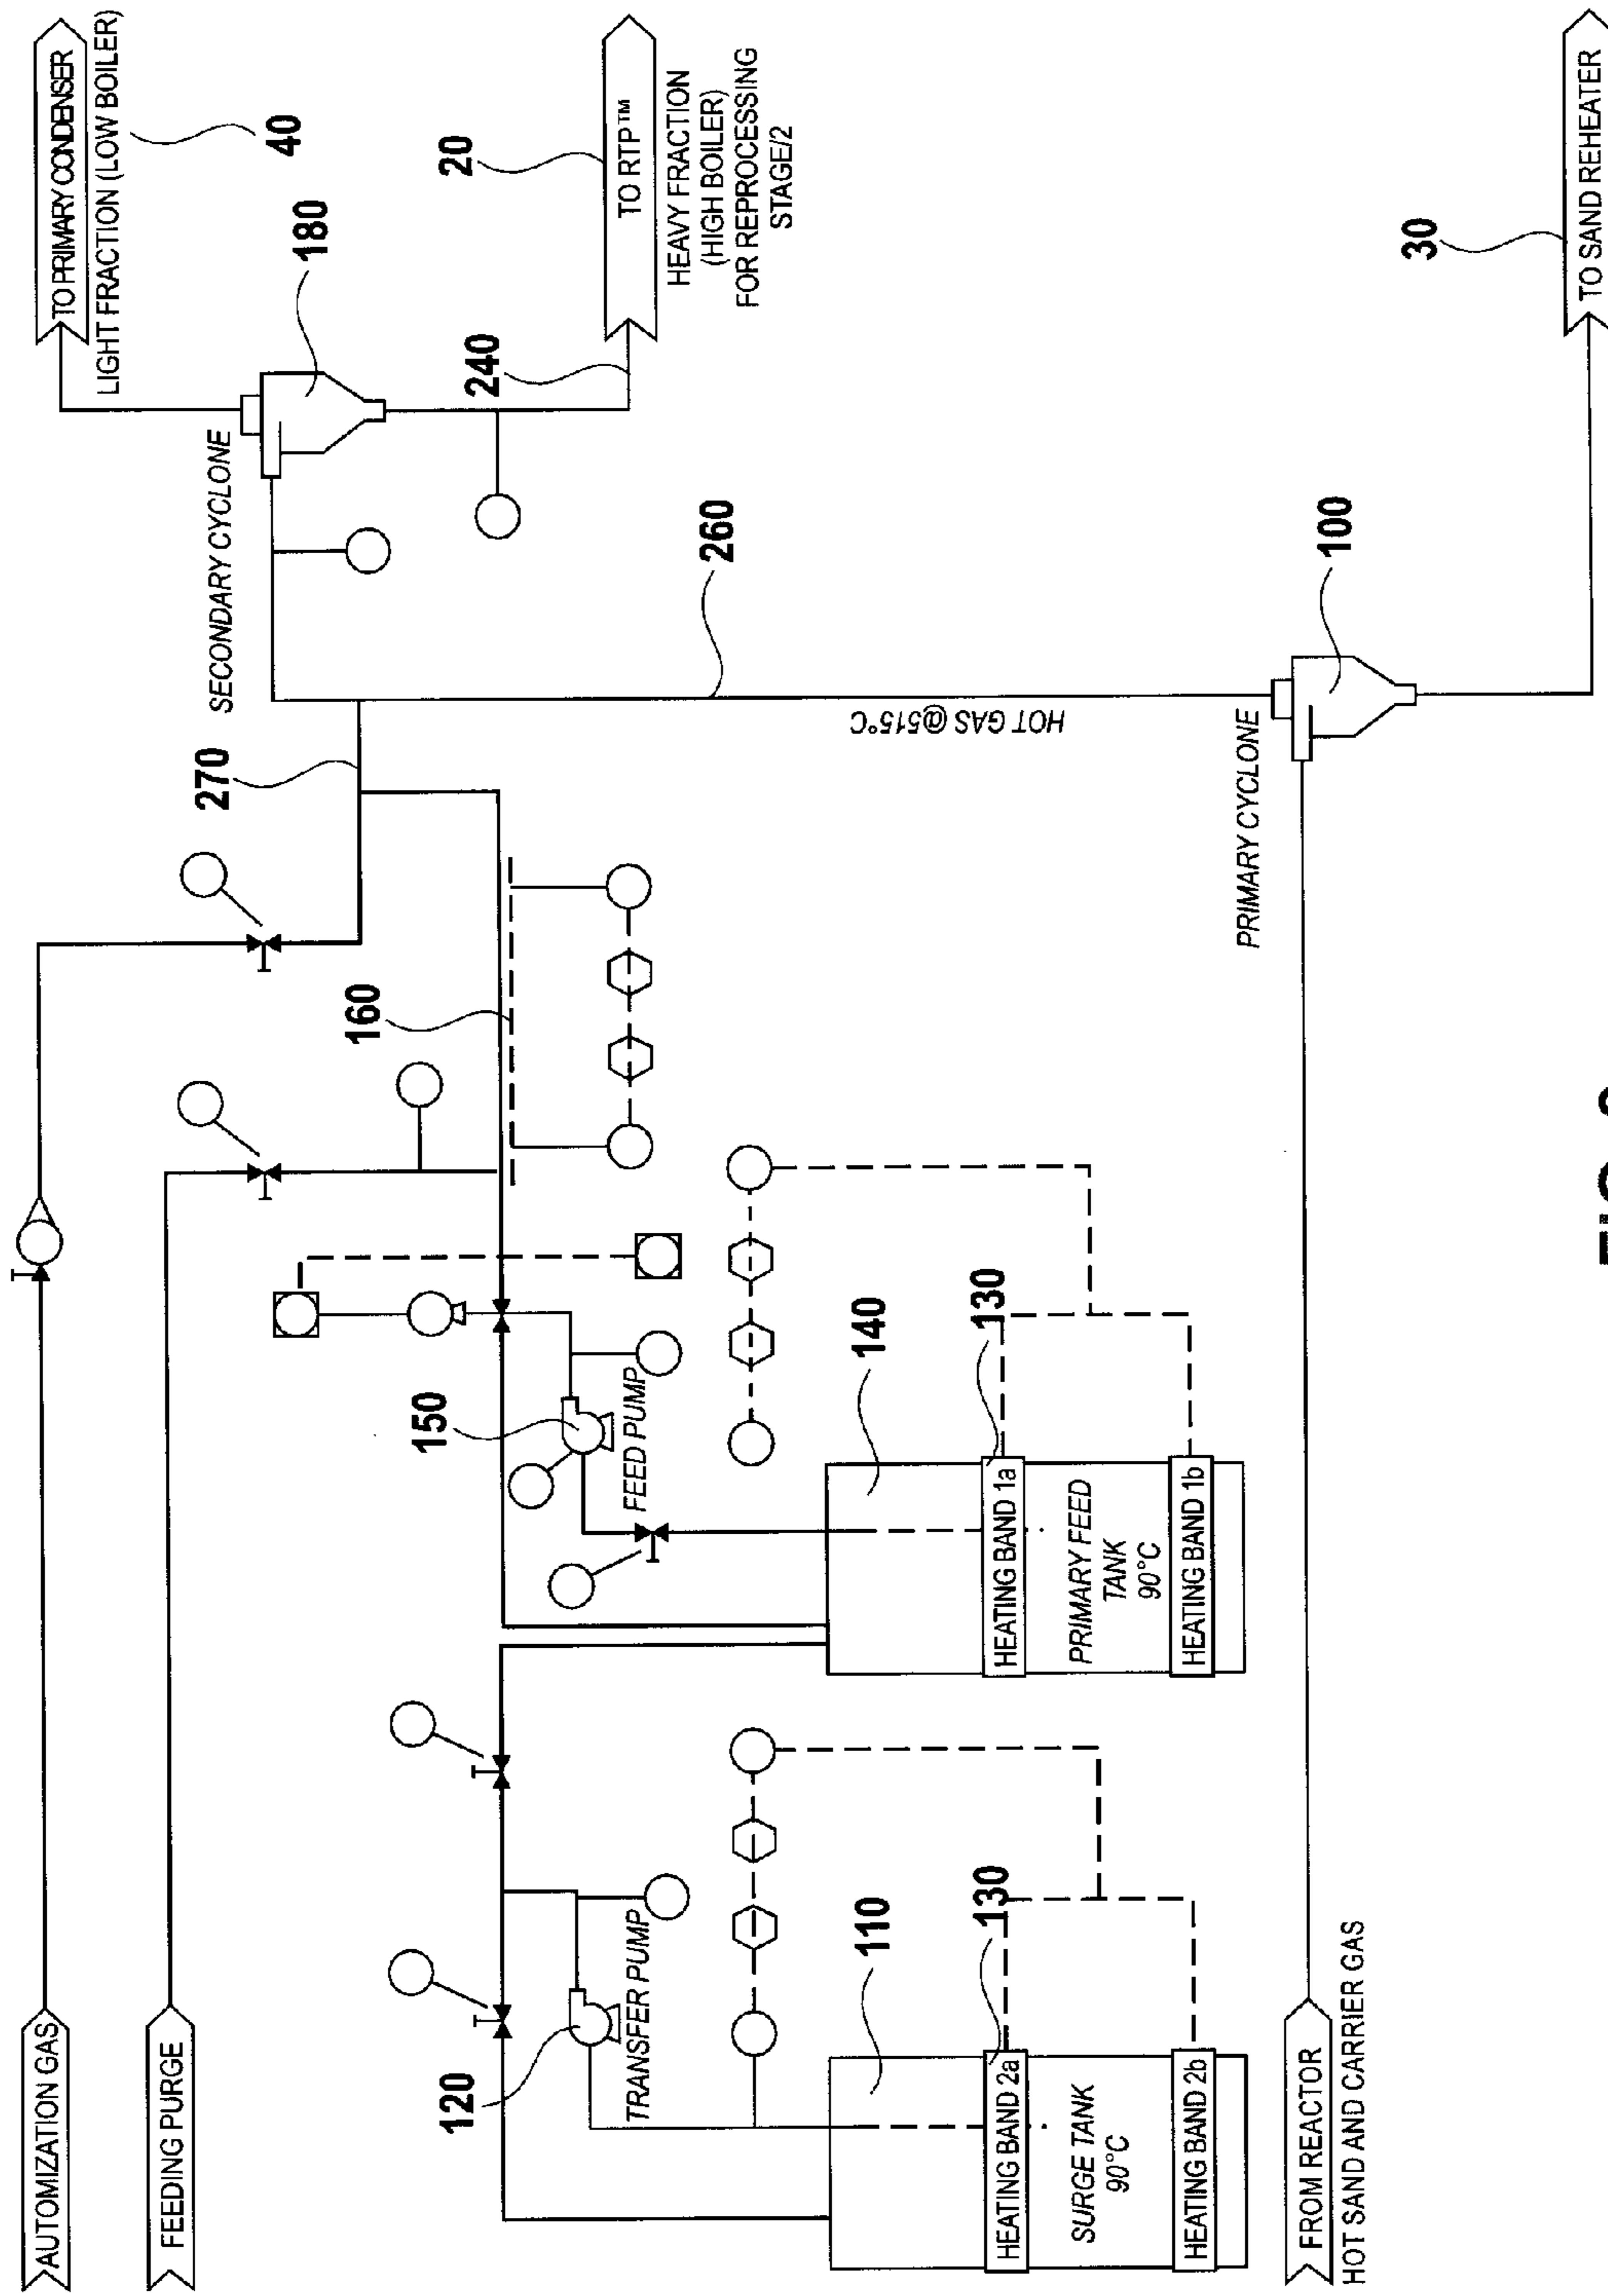 AUTOMIZATION GAS
FEEDING PURGE
TO PRIMARY CONDENSER
LIGHT FRACTION (LOW BOILER)
40
SECONDARY CYCLONE
180
20
TO RTP™
HEAVY FRACTION
(HIGH BOILER)
FOR REPROCESSING
STAGE/2
240
270
260
HOT GAS @515°C
160
150
FEED PUMP
120
TRANSFER PUMP
110
130
HEATING BAND 2a
SURGE TANK
90°C
HEATING BAND 2b
140
130
HEATING BAND 1a
PRIMARY FEED
TANK
90°C
HEATING BAND 1b
PRIMARY CYCLONE
100
30
TO SAND REHEATER
FROM REACTOR
HOT SAND AND CARRIER GAS